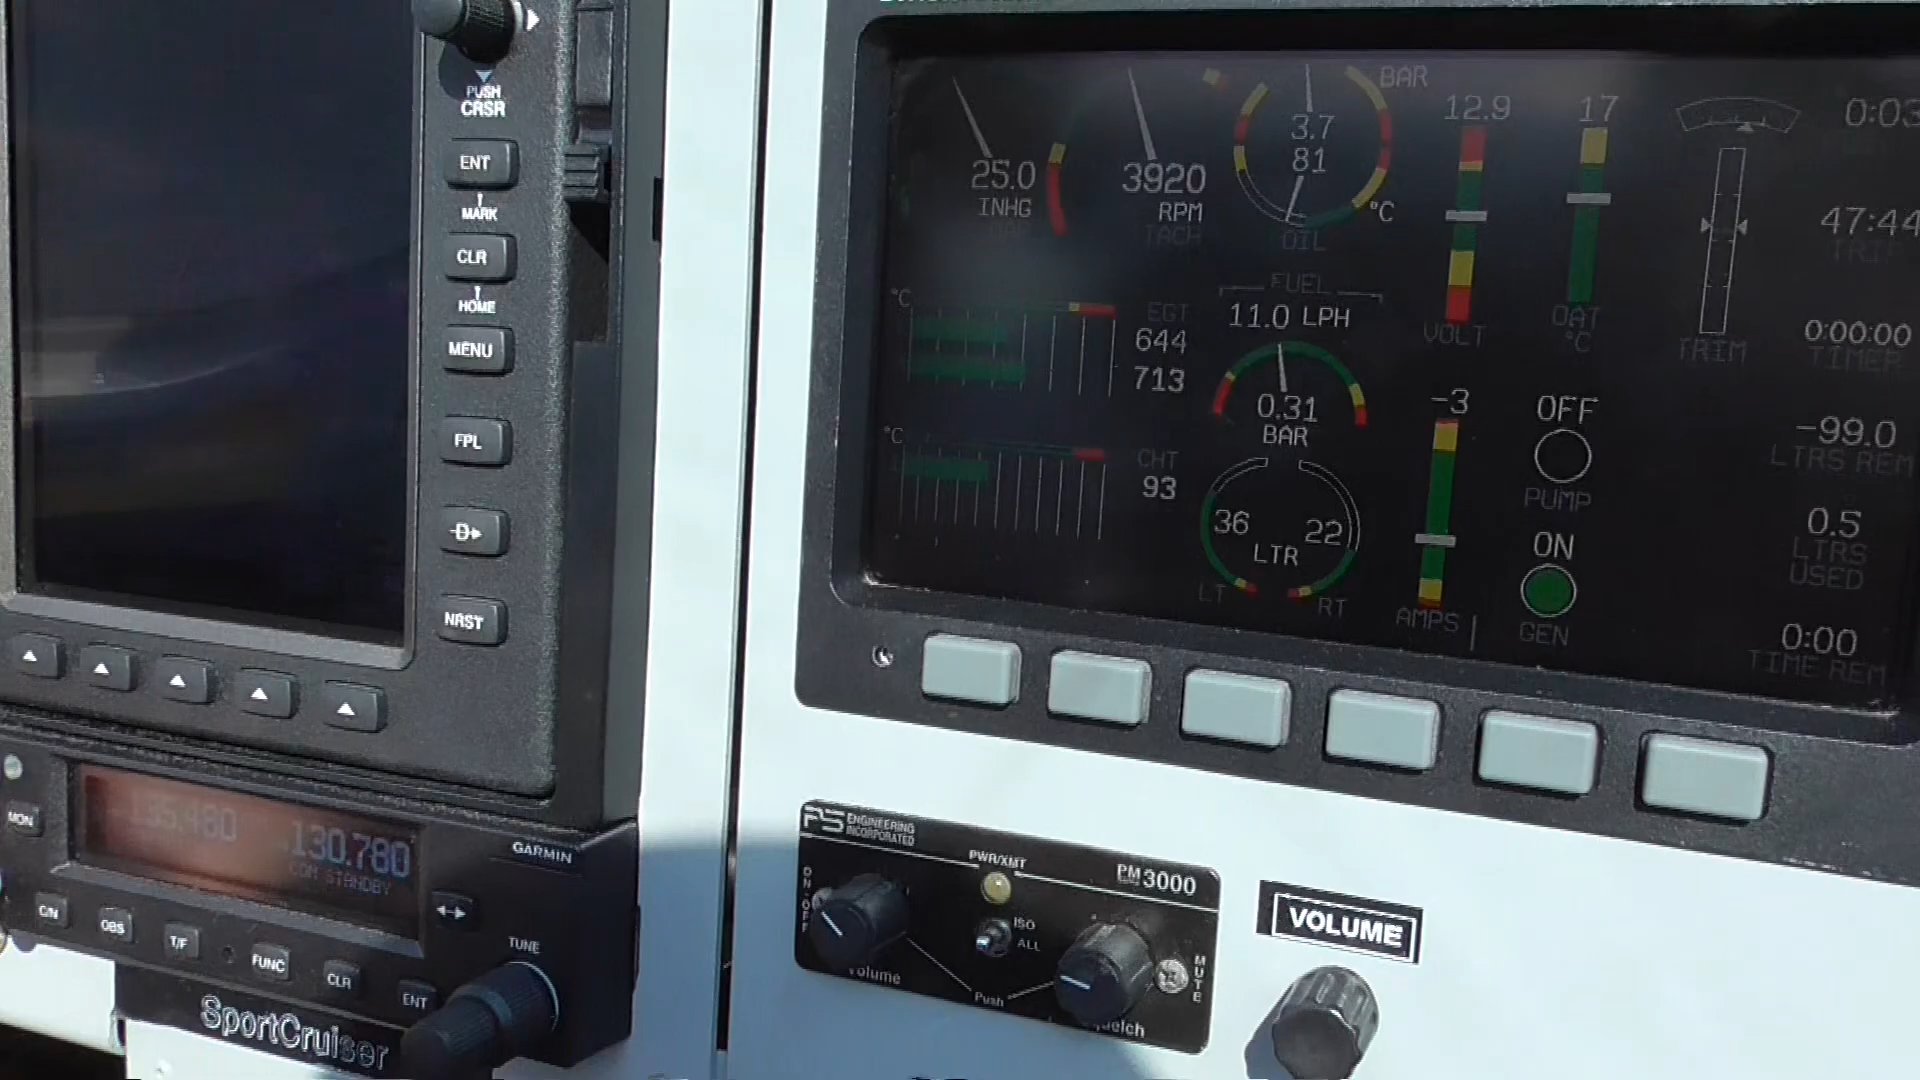 PUSH
CRSR
ENT
MARK
CLR
HOME
MENU
FPL
D
NRST
MON
135.480
130.780
COM STANDBY
GARMIN
C/N
OBS
T/F
FUNC
CLR
ENT
TUNE
SportCruiser
25.0
INHG
3920
RPM
TACH
BAR
3.7
81
°C
OIL
12.9
VOLT
17
OAT
°C
TRIM
0:03
47:44
TRIP
0:00:00
TIMER
°C
EGT
644
713
°C
CHT
93
FUEL
11.0 LPH
0.31
BAR
36
22
LTR
LT
RT
-3
AMPS
OFF
PUMP
ON
GEN
-99.0
LTRS REM
0.5
LTRS
USED
0:00
TIME REM
PS ENGINEERING
INCORPORATED
PWR/XMT
PM3000
ON-OFF
ISO
ALL
Volume
Push
MUTE
VOLUME